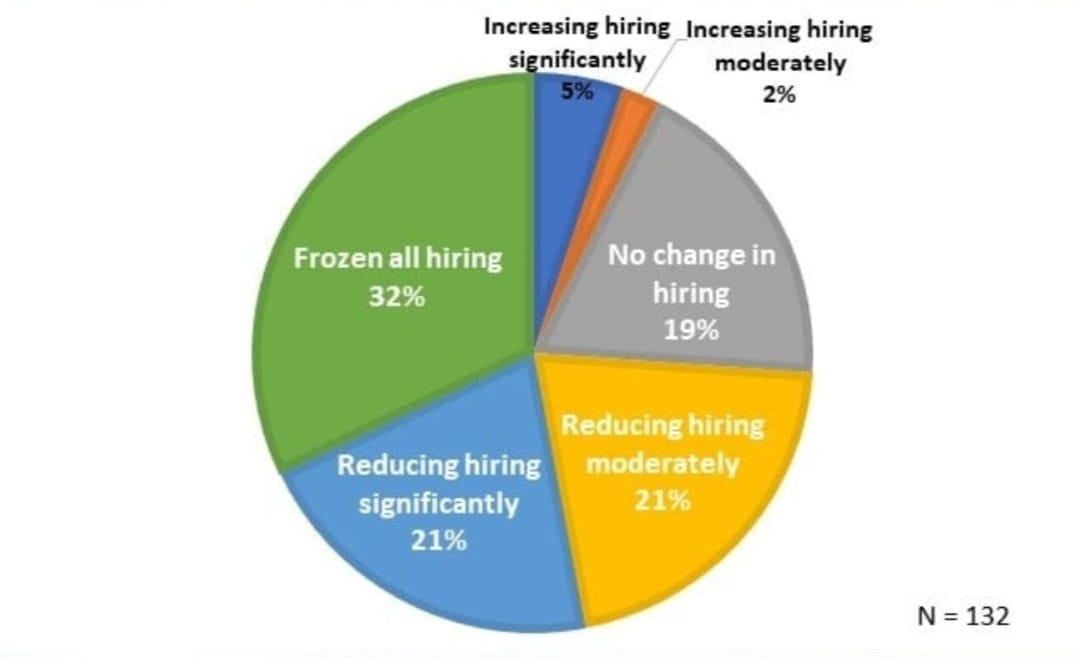 Increasing hiring
significantly
5%
Increasing hiring
moderately
2%
No change in
hiring
19%
Reducing hiring
moderately
21%
Reducing hiring
significantly
21%
Frozen all hiring
32%
N = 132